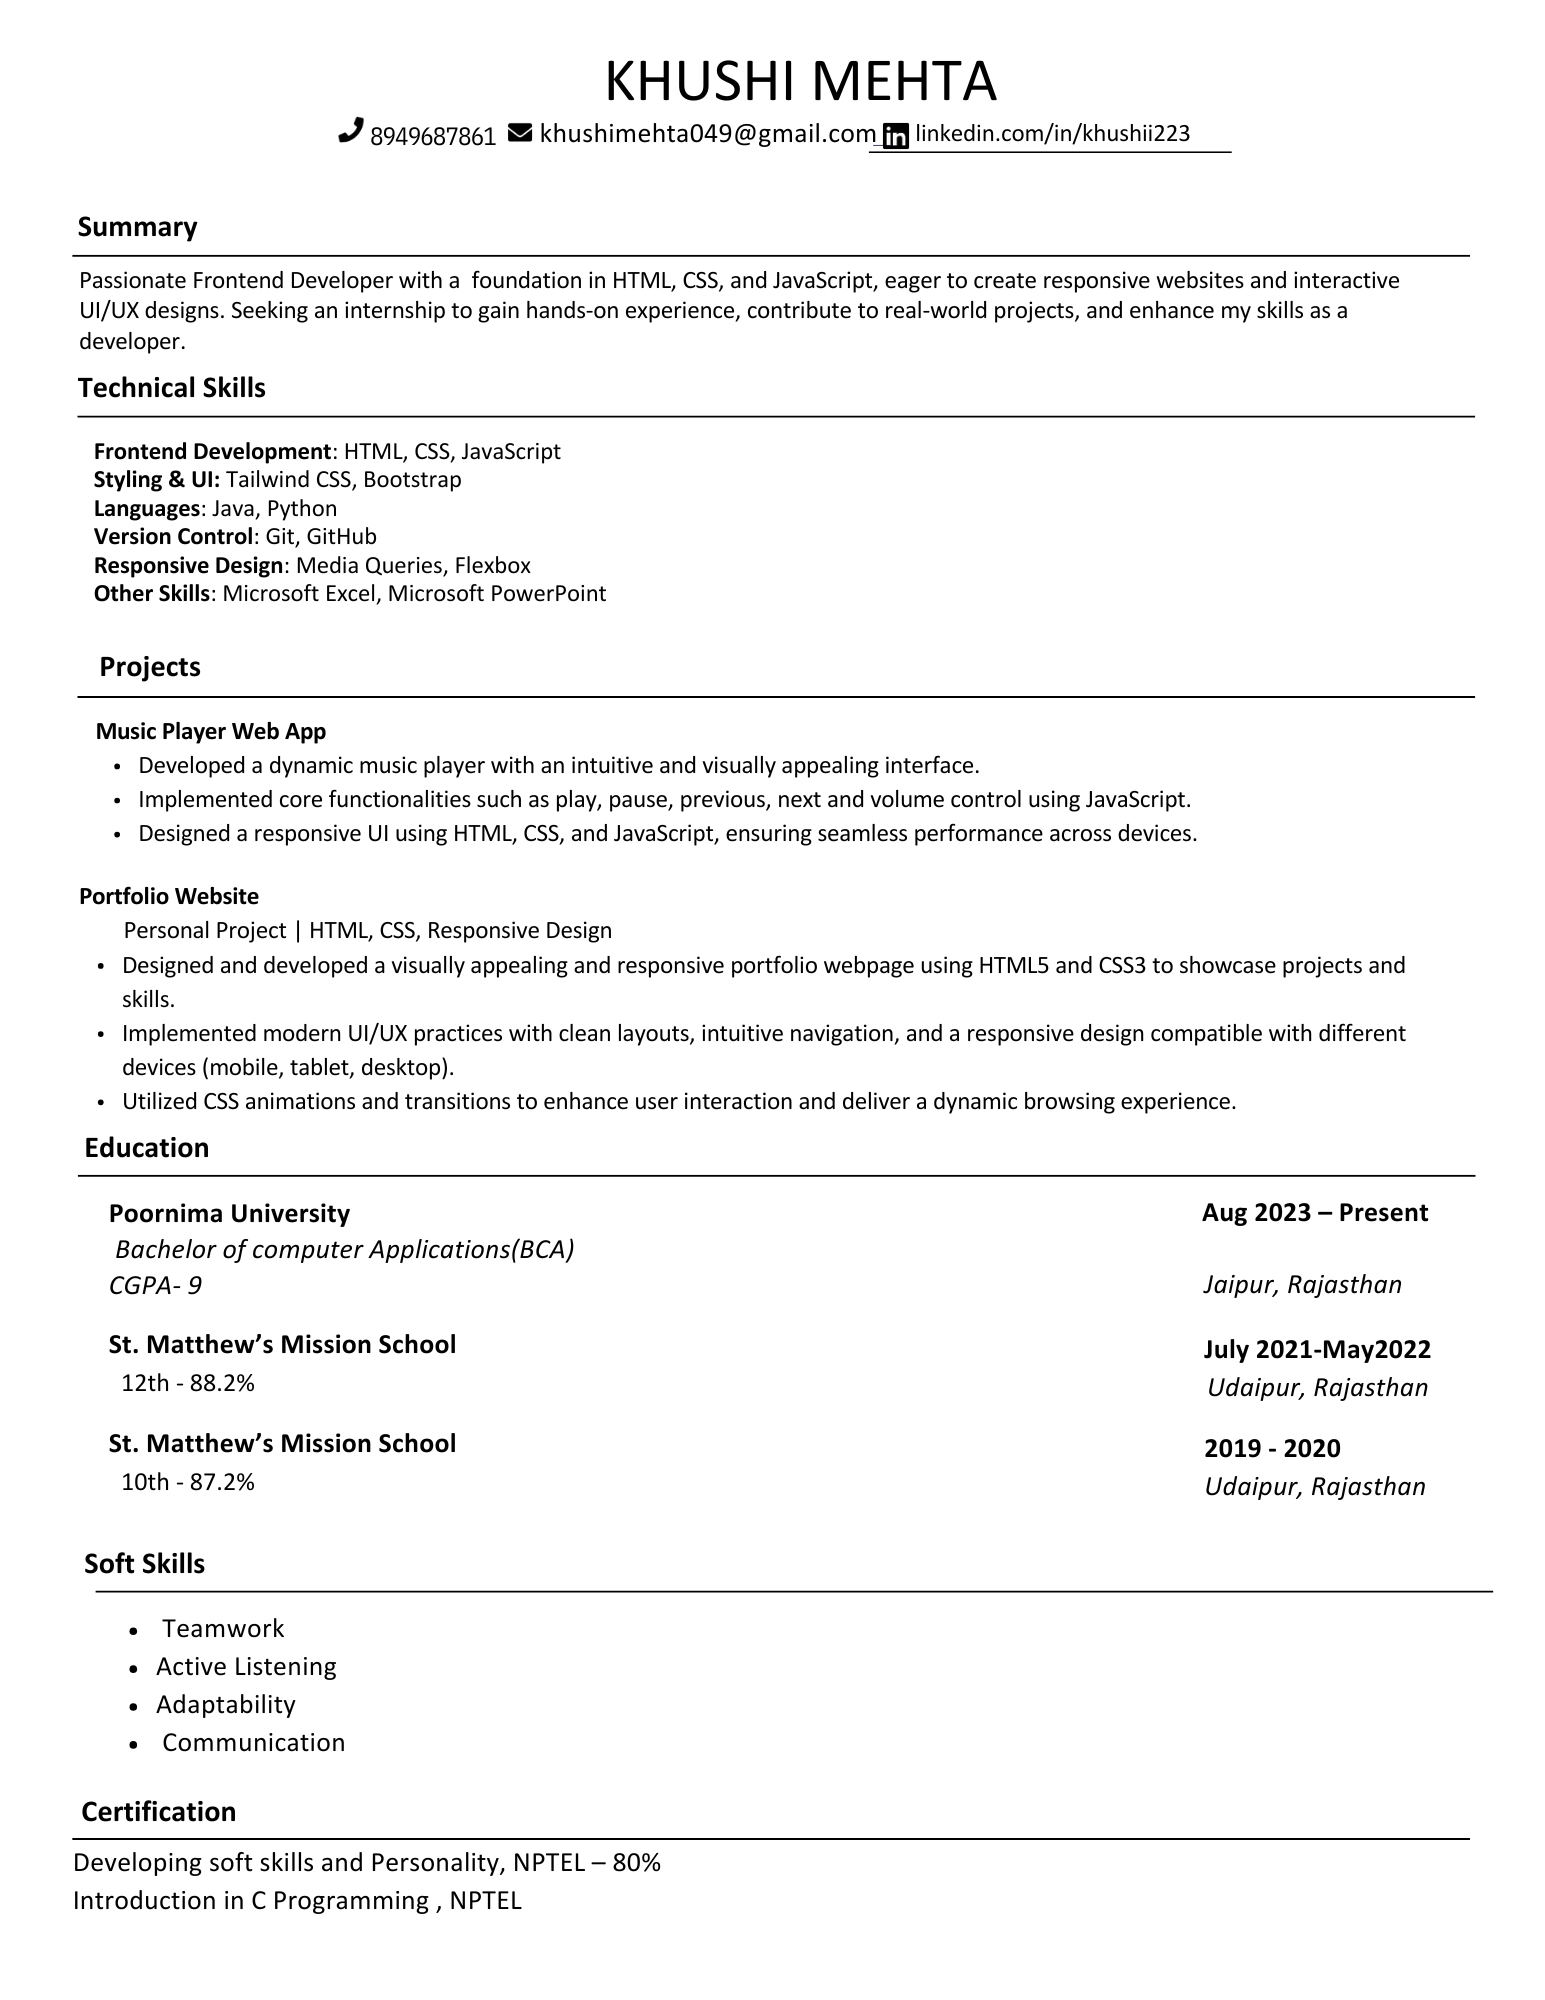 KHUSHI MEHTA
8949687861 khushimehta049@gmail.com linkedin.com/in/khushii223
Summary
Passionate Frontend Developer with a  foundation in HTML, CSS, and JavaScript, eager to create responsive websites and interactive
UI/UX designs. Seeking an internship to gain hands-on experience, contribute to real-world projects, and enhance my skills as a
developer.
Technical Skills
Frontend Development: HTML, CSS, JavaScript
Styling & UI: Tailwind CSS, Bootstrap
Languages: Java, Python
Version Control: Git, GitHub
Responsive Design: Media Queries, Flexbox
Other Skills: Microsoft Excel, Microsoft PowerPoint
Projects
Music Player Web App
• Developed a dynamic music player with an intuitive and visually appealing interface.
• Implemented core functionalities such as play, pause, previous, next and volume control using JavaScript.
• Designed a responsive UI using HTML, CSS, and JavaScript, ensuring seamless performance across devices.
Portfolio Website
Personal Project | HTML, CSS, Responsive Design
• Designed and developed a visually appealing and responsive portfolio webpage using HTML5 and CSS3 to showcase projects and
skills.
• Implemented modern UI/UX practices with clean layouts, intuitive navigation, and a responsive design compatible with different
devices (mobile, tablet, desktop).
• Utilized CSS animations and transitions to enhance user interaction and deliver a dynamic browsing experience.
Education
Poornima University Aug 2023 – Present
Bachelor of computer Applications(BCA)
CGPA- 9 Jaipur, Rajasthan
St. Matthew’s Mission School July 2021-May2022
12th - 88.2% Udaipur, Rajasthan
St. Matthew’s Mission School 2019 - 2020
10th - 87.2% Udaipur, Rajasthan
Soft Skills
• Teamwork
• Active Listening
• Adaptability
• Communication
Certification
Developing soft skills and Personality, NPTEL – 80%
Introduction in C Programming , NPTEL